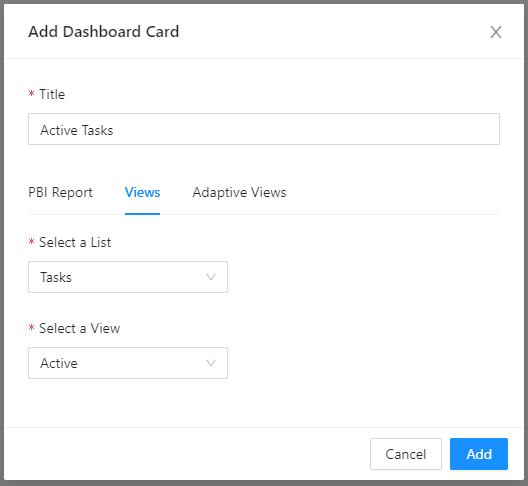 Add Dashboard Card
* Title
Active Tasks
PBI Report Views Adaptive Views
* Select a List
Tasks
* Select a View
Active
Cancel Add